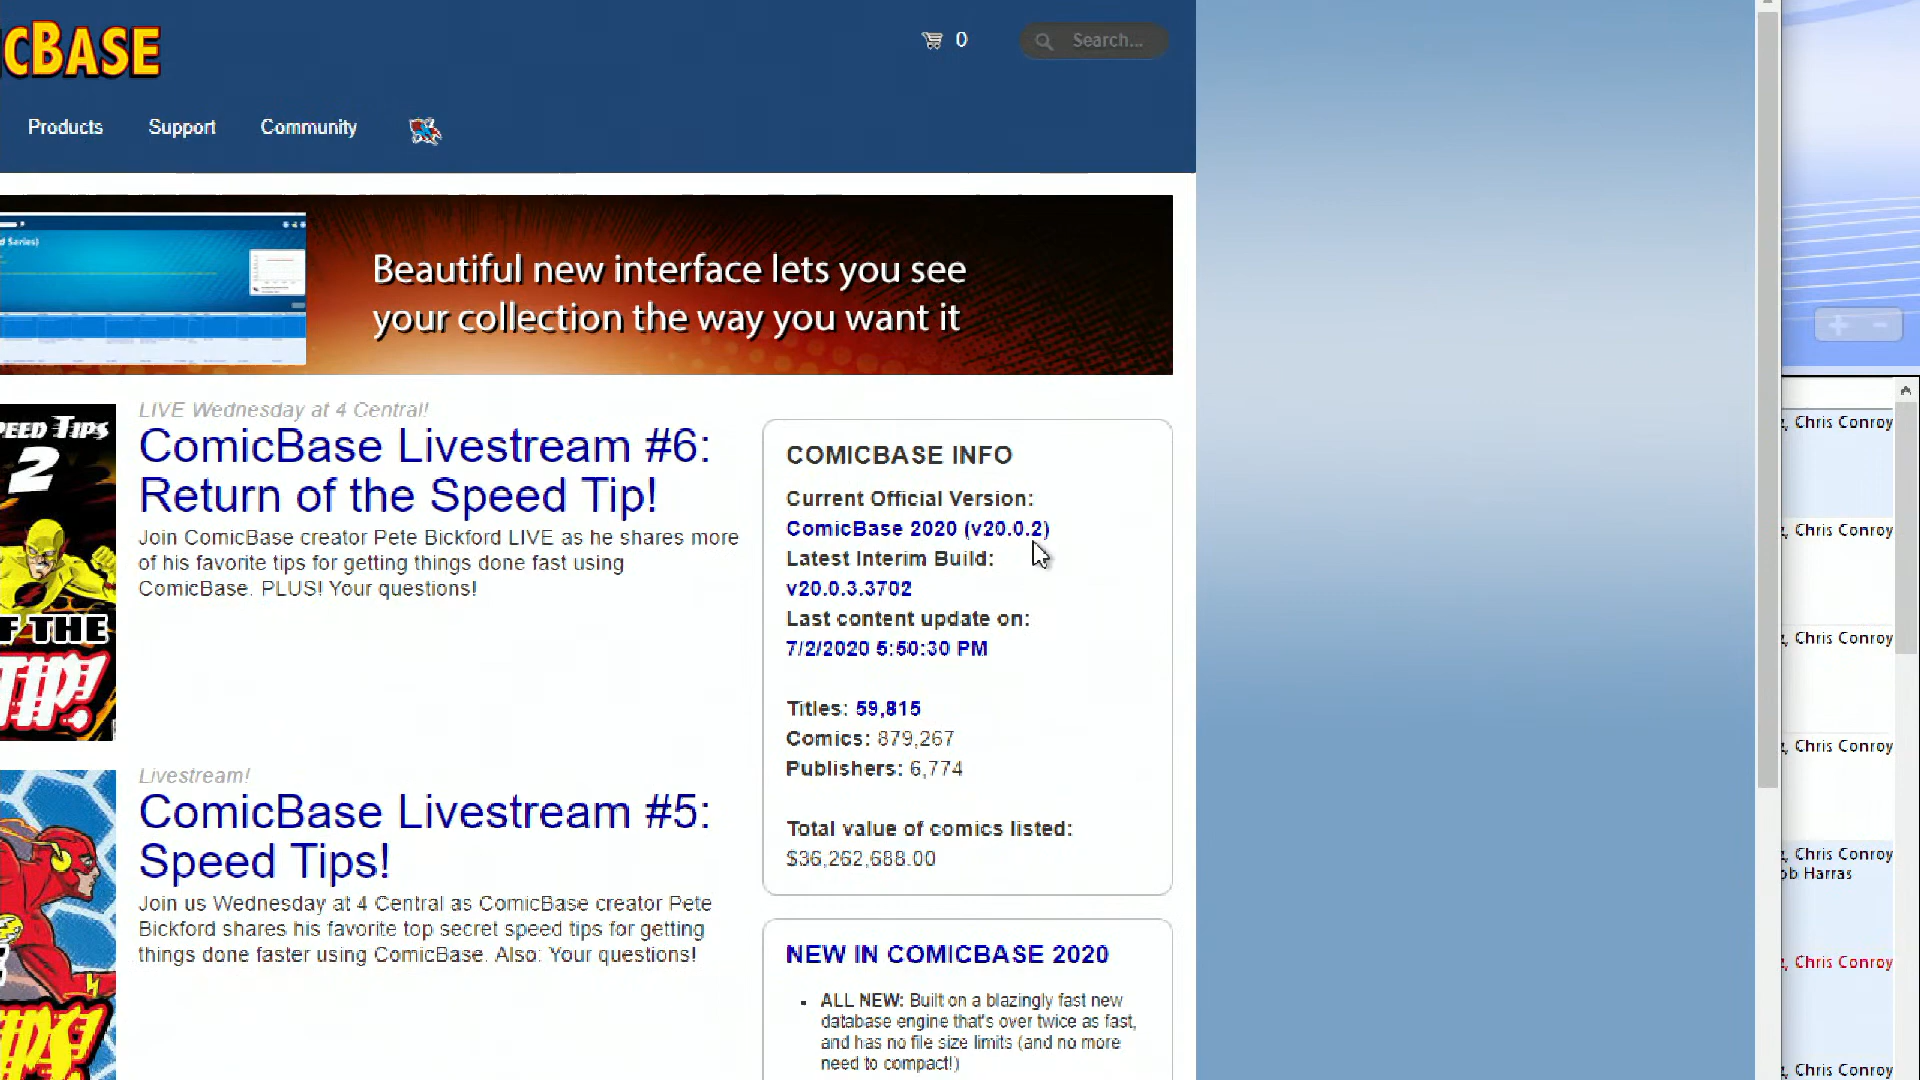 CBASE
0
Search...
Products
Support
Community
Beautiful new interface lets you see
your collection the way you want it
LIVE Wednesday at 4 Central!
ComicBase Livestream #6:
Return of the Speed Tip!
Join ComicBase creator Pete Bickford LIVE as he shares more
of his favorite tips for getting things done fast using
ComicBase. PLUS! Your questions!
PEED TIPS
2
F THE
TIP!
Livestream!
ComicBase Livestream #5:
Speed Tips!
Join us Wednesday at 4 Central as ComicBase creator Pete
Bickford shares his favorite top secret speed tips for getting
things done faster using ComicBase. Also: Your questions!
COMICBASE INFO
Current Official Version:
ComicBase 2020 (v20.0.2)
Latest Interim Build:
v20.0.3.3702
Last content update on:
7/2/2020 5:50:30 PM
Titles: 59,815
Comics: 879,267
Publishers: 6,774
Total value of comics listed:
$36,262,688.00
NEW IN COMICBASE 2020
ALL NEW: Built on a blazingly fast new
database engine that's over twice as fast,
and has no file size limits (and no more
need to compact!)
, Chris Conroy
, Chris Conroy
, Chris Conroy
, Chris Conroy
, Chris Conroy
ob Harras
, Chris Conroy
, Chris Conroy